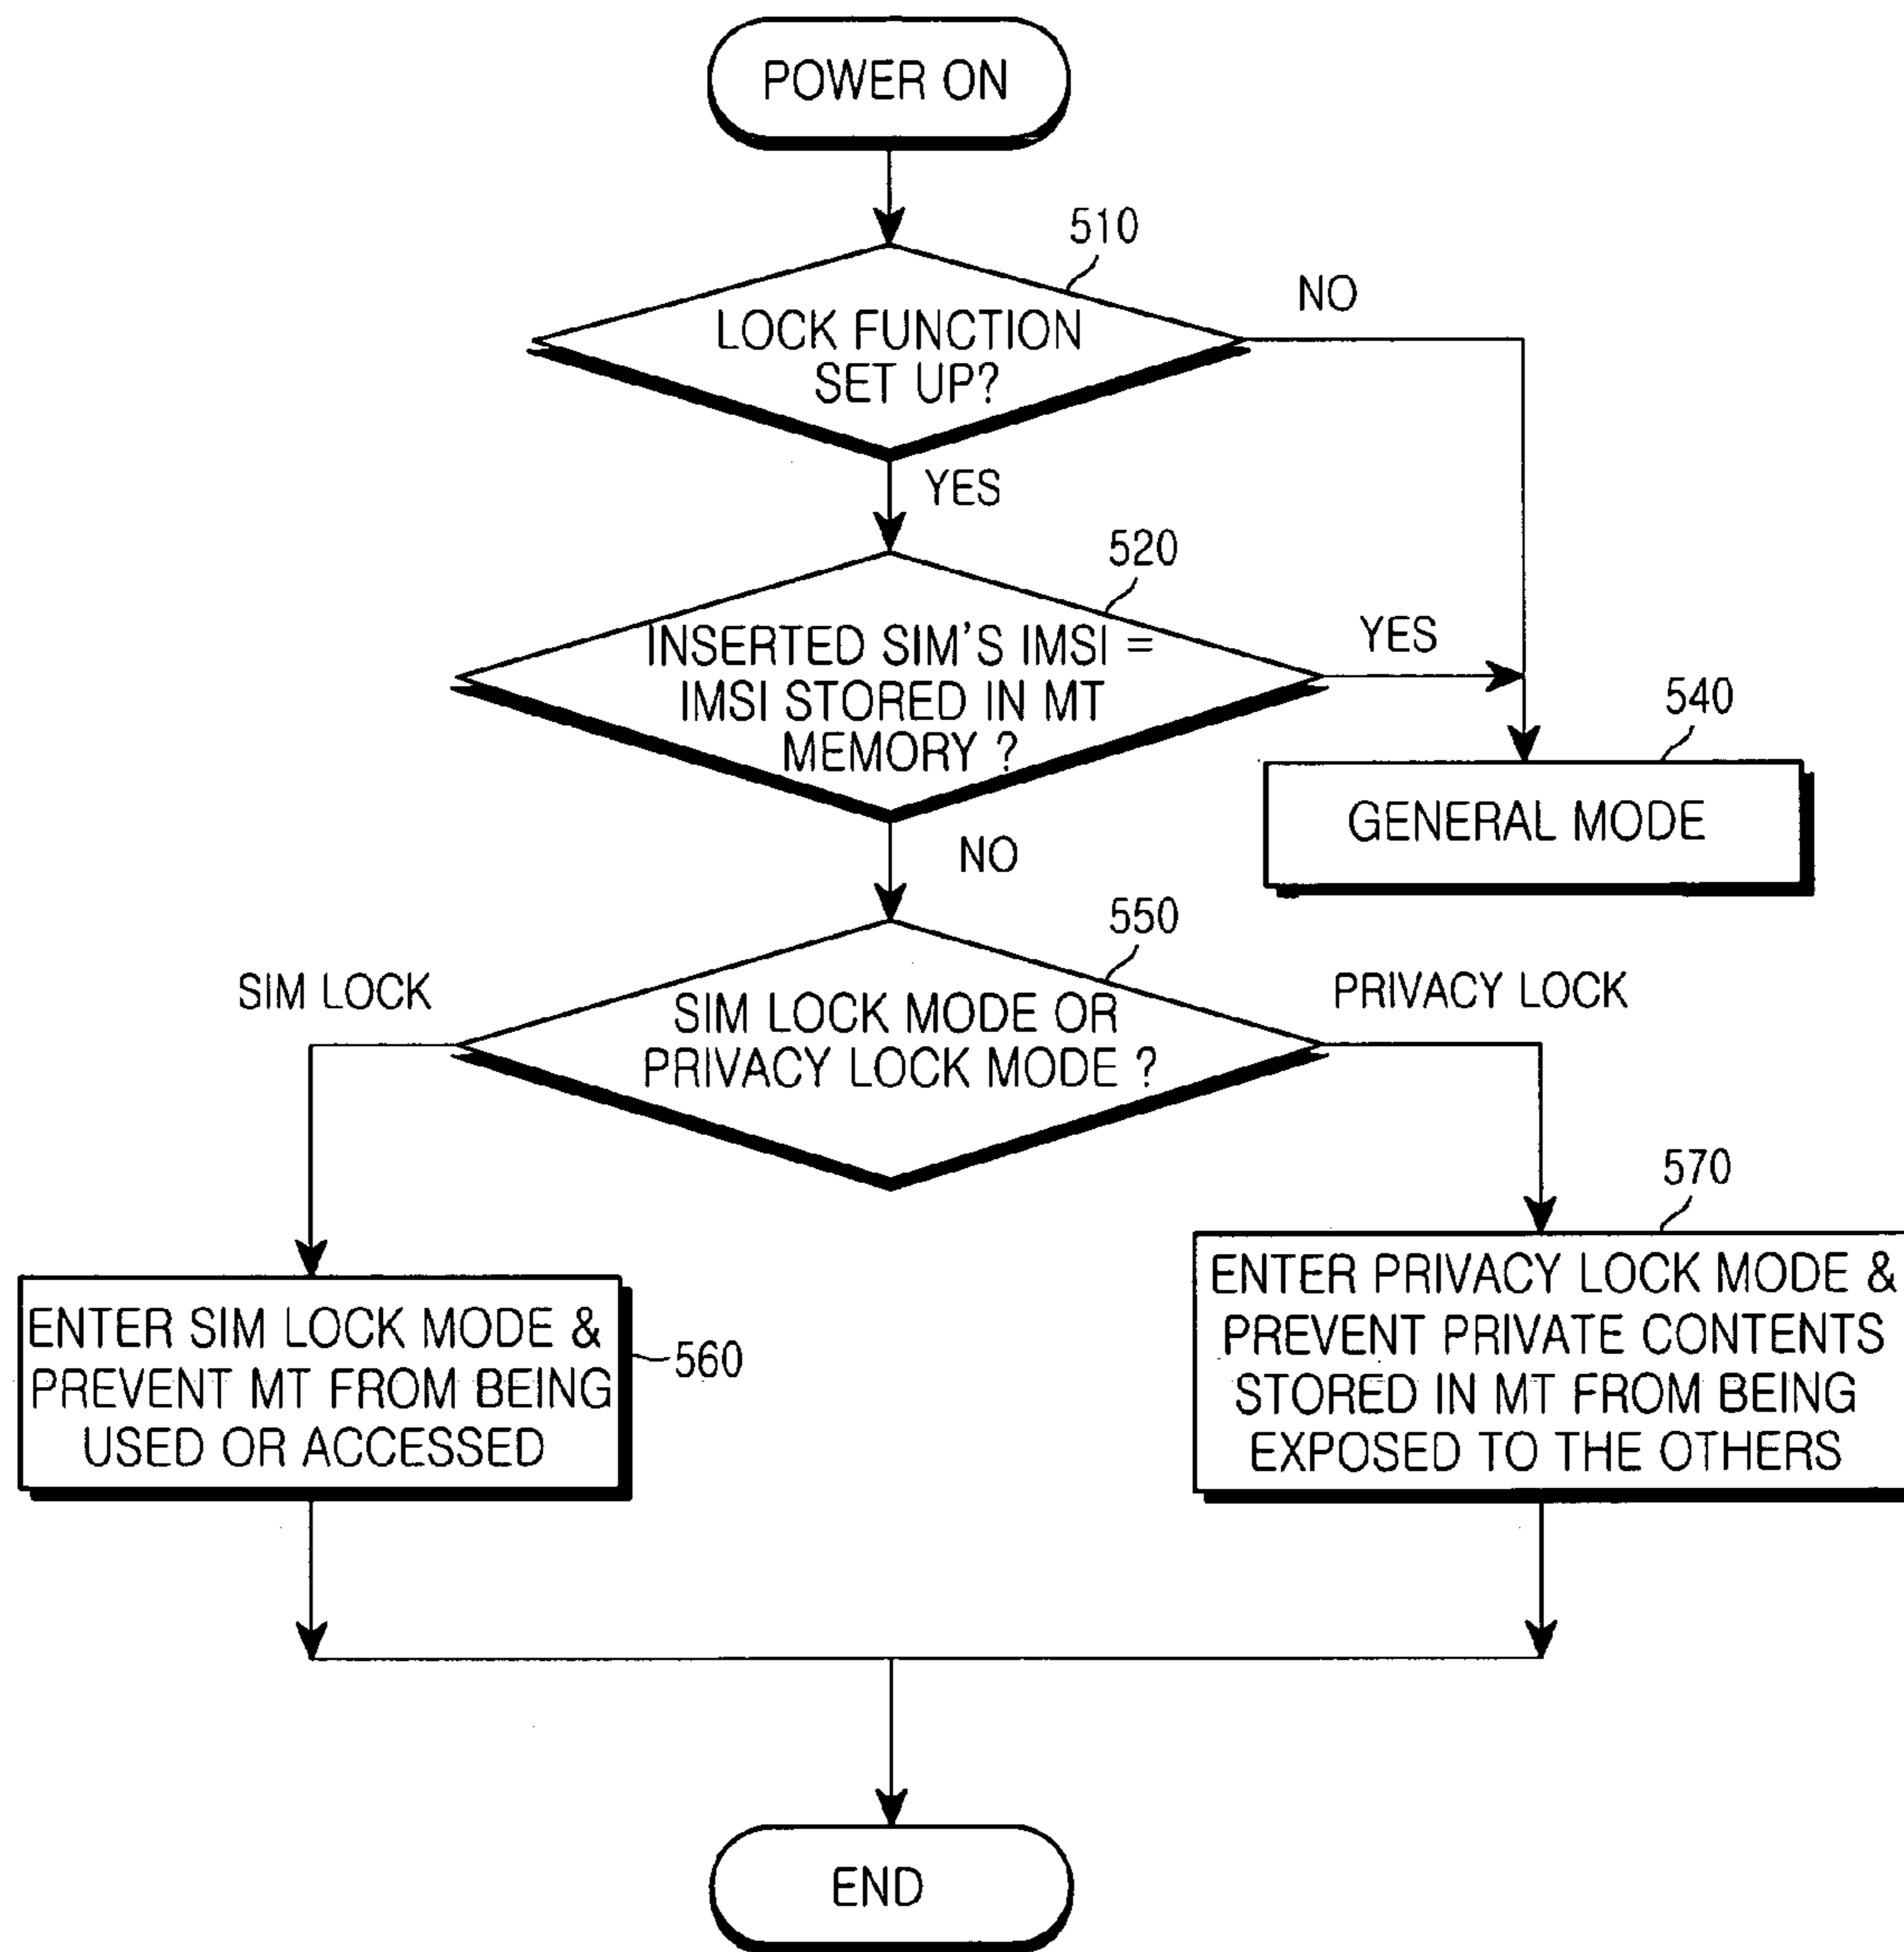 POWER ON
510
NO
LOCK FUNCTION
SET UP?
YES
520
INSERTED SIM'S IMSI =
IMSI STORED IN MT
MEMORY ?
YES
540
GENERAL MODE
NO
550
SIM LOCK
PRIVACY LOCK
SIM LOCK MODE OR
PRIVACY LOCK MODE ?
570
ENTER SIM LOCK MODE &
PREVENT MT FROM BEING
USED OR ACCESSED
560
ENTER PRIVACY LOCK MODE &
PREVENT PRIVATE CONTENTS
STORED IN MT FROM BEING
EXPOSED TO THE OTHERS
END